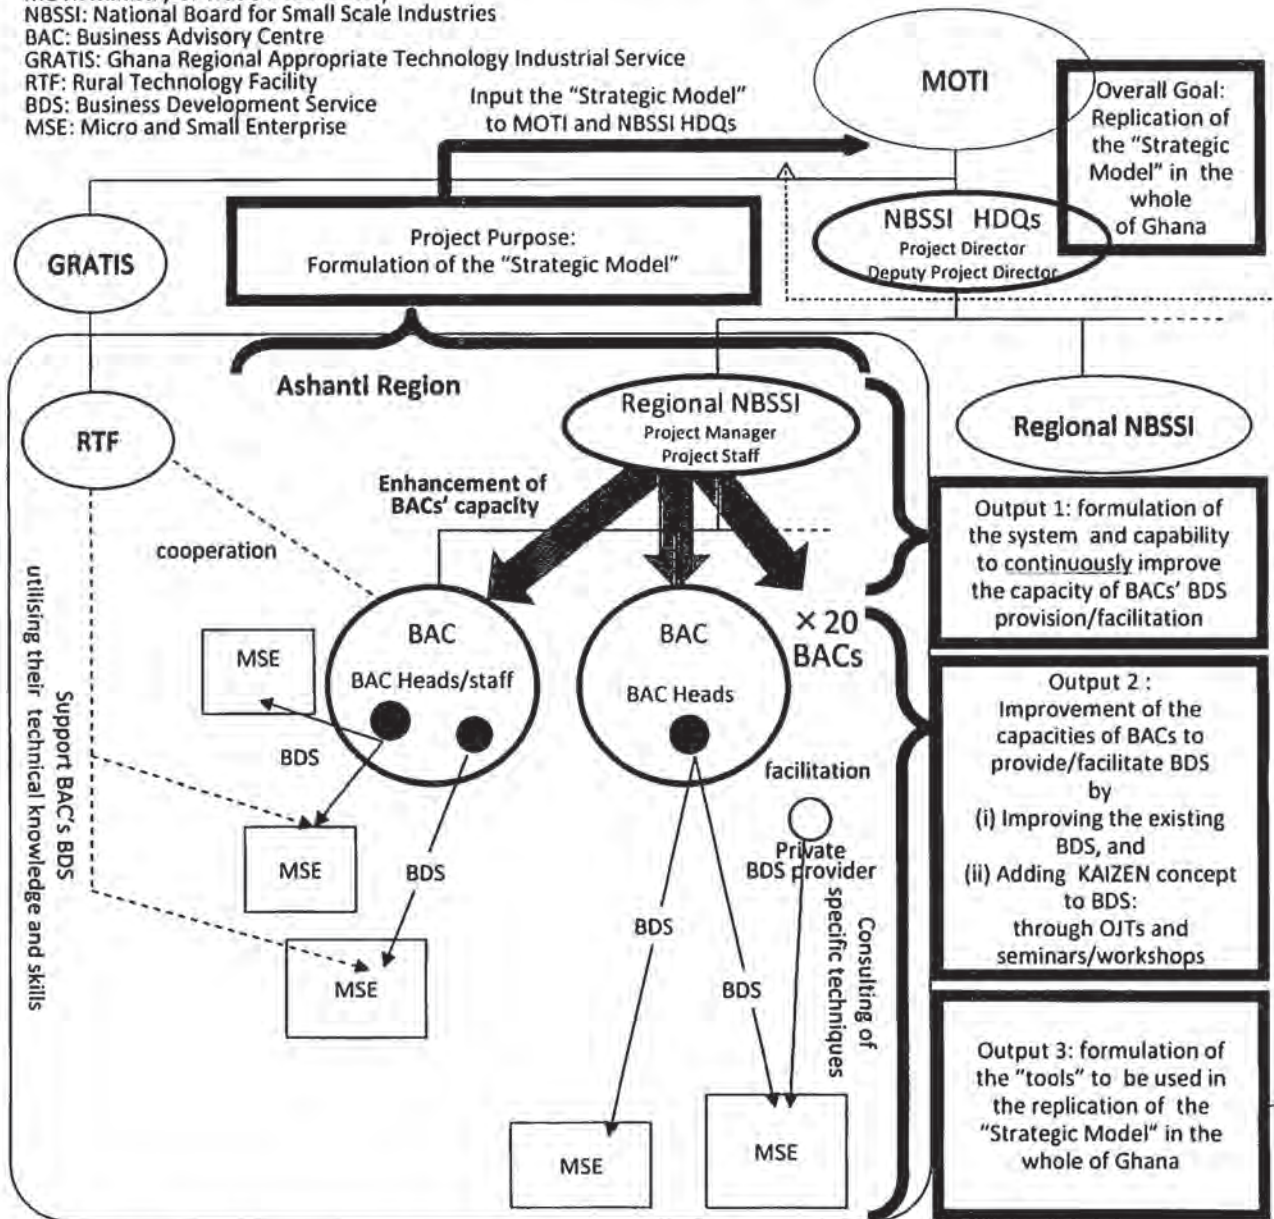 NBSSI: National Board for Small Scale Industries
BAC: Business Advisory Centre
GRATIS: Ghana Regional Appropriate Technology Industrial Service
RTF: Rural Technology Facility
BDS: Business Development Service
MSE: Micro and Small Enterprise
Input the "Strategic Model"
to MOTI and NBSSI HDQs
MOTI
Overall Goal:
Replication of
the "Strategic
Model" in the
whole
of Ghana
NBSSI HDQs
Project Director
Deputy Project Director
GRATIS
Project Purpose:
Formulation of the "Strategic Model"
Ashanti Region
RTF
Regional NBSSI
Project Manager
Project Staff
Regional NBSSI
Enhancement of
BACs' capacity
cooperation
Support BAC's BDS
utilising their technical knowledge and skills
BAC
BAC Heads/staff
BAC
BAC Heads
×20
BACs
MSE
BDS
MSE
BDS
MSE
facilitation
Private
BDS provider
Consulting of
specific techniques
BDS
BDS
MSE
MSE
Output 1: formulation of
the system and capability
to continuously improve
the capacity of BACs' BDS
provision/facilitation
Output 2 :
Improvement of the
capacities of BACs to
provide/facilitate BDS
by
(i) Improving the existing
BDS, and
(ii) Adding KAIZEN concept
to BDS:
through OJTs and
seminars/workshops
Output 3: formulation of
the "tools" to be used in
the replication of the
"Strategic Model" in the
whole of Ghana